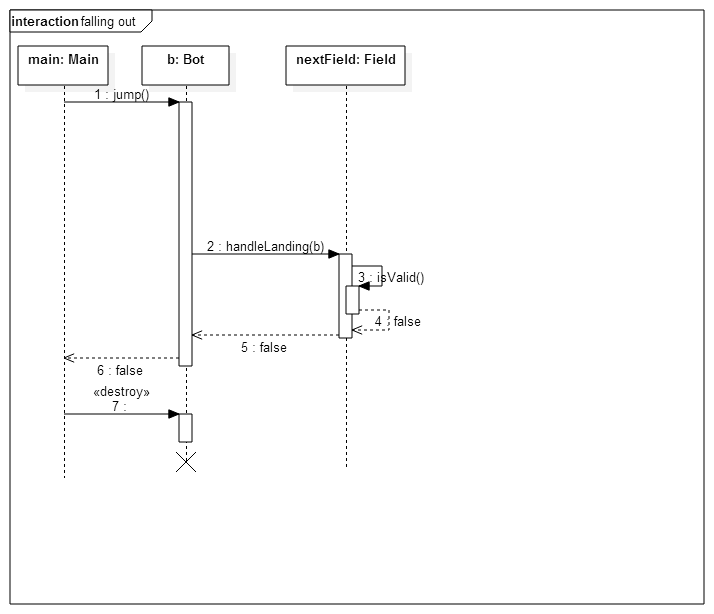 interaction falling out
main: Main
b: Bot
nextField: Field
1 : jump()
2 : handleLanding(b)
3 : isValid()
4 : false
5 : false
6 : false
«destroy»
7 :